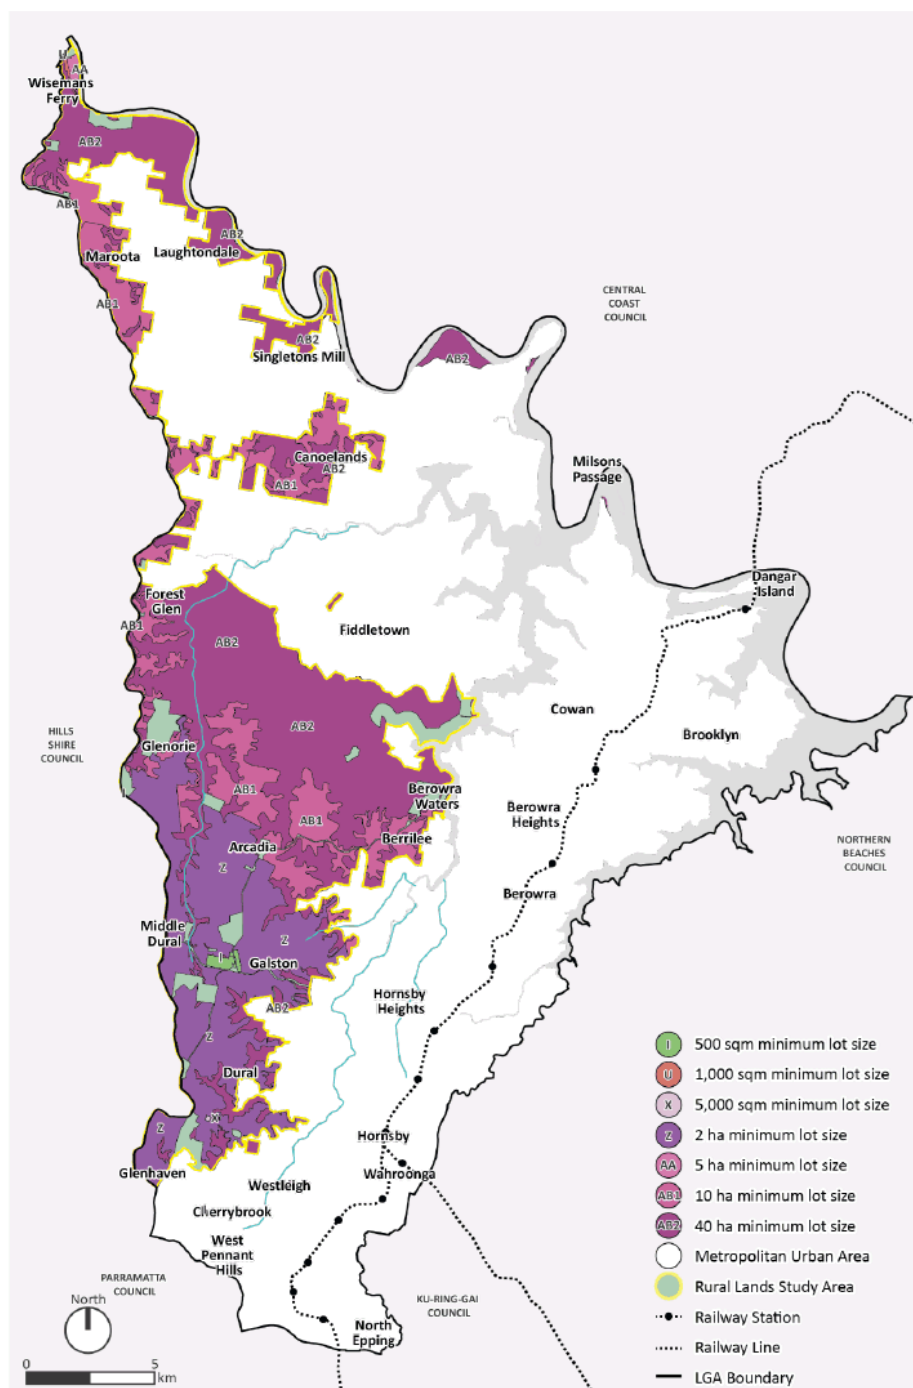 U
AA
Wisemans
Ferry
AB2
AB1
AB2
Maroota
Laughtondale
AB1
CENTRAL
COAST
COUNCIL
AB2
Singletons Mill
AB2
Canoelands
AB2
AB1
Milsons
Passage
Dangar
Island
Forest
Glen
AB1
AB2
Fiddletown
Cowan
AB2
Brooklyn
HILLS
SHIRE
COUNCIL
Glenorie
AB1
Berowra
Waters
Berowra
Heights
AB1
Berrilee
Arcadia
NORTHERN
BEACHES
COUNCIL
Z
Berowra
Middle
Dural
Z
I
Galston
Hornsby
Heights
AB2
Z
Dural
X
Z
Hornsby
Glenhaven
Wahroonga
Westleigh
Cherrybrook
West
Pennant
Hills
PARRAMATTA
COUNCIL
KU-RING-GAI
COUNCIL
North
Epping
North
0 5
km
I 500 sqm minimum lot size
U 1,000 sqm minimum lot size
X 5,000 sqm minimum lot size
Z 2 ha minimum lot size
AA 5 ha minimum lot size
AB1 10 ha minimum lot size
AB2 40 ha minimum lot size
Metropolitan Urban Area
Rural Lands Study Area
Railway Station
Railway Line
LGA Boundary